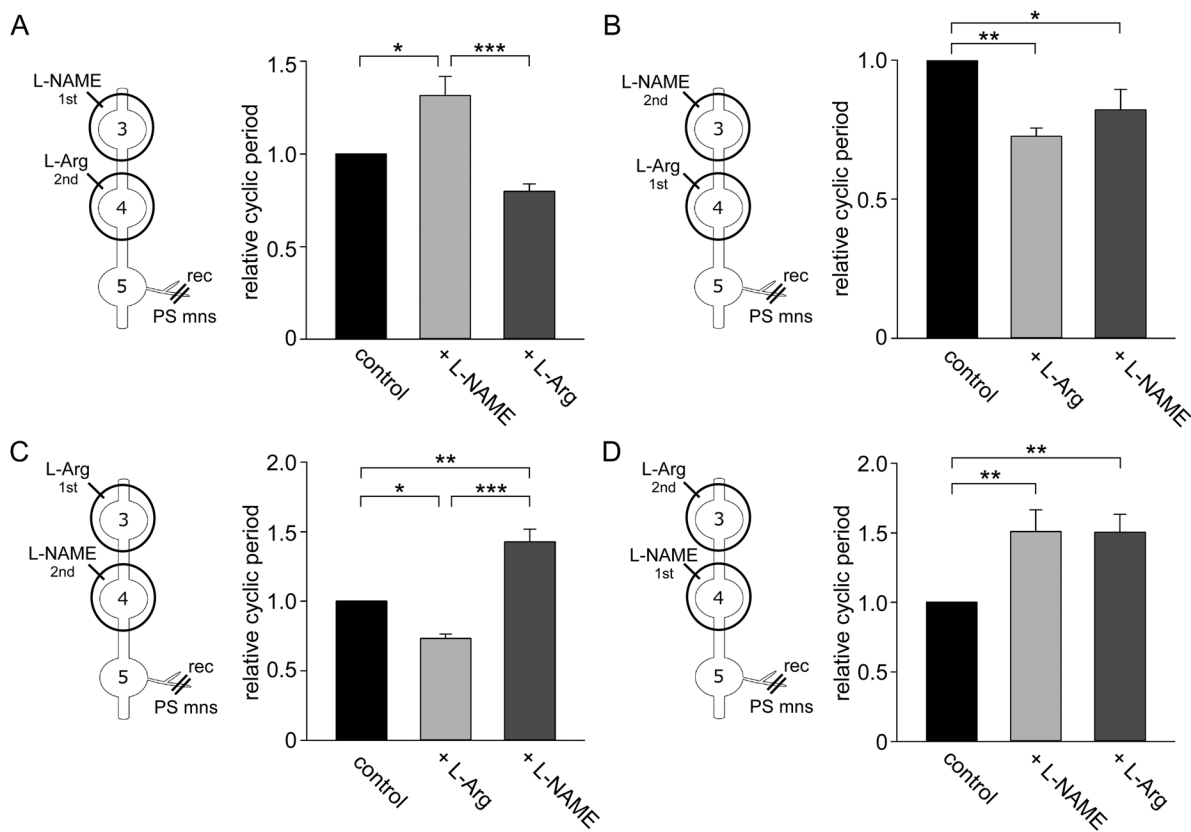 A
L-NAME
1st
3
L-Arg
2nd
4
5
rec
PS mns
relative cyclic period
1.5
1.0
0.5
0
*
***
control
+ L-NAME
+ L-Arg
B
L-NAME
2nd
3
L-Arg
1st
4
5
rec
PS mns
relative cyclic period
1.0
0.5
0
*
**
control
+ L-Arg
+ L-NAME
C
L-Arg
1st
3
L-NAME
2nd
4
5
rec
PS mns
relative cyclic period
2.0
1.5
1.0
0.5
0
**
*
***
control
+ L-Arg
+ L-NAME
D
L-Arg
2nd
3
L-NAME
1st
4
5
rec
PS mns
relative cyclic period
2.0
1.5
1.0
0.5
0
**
**
control
+ L-NAME
+ L-Arg